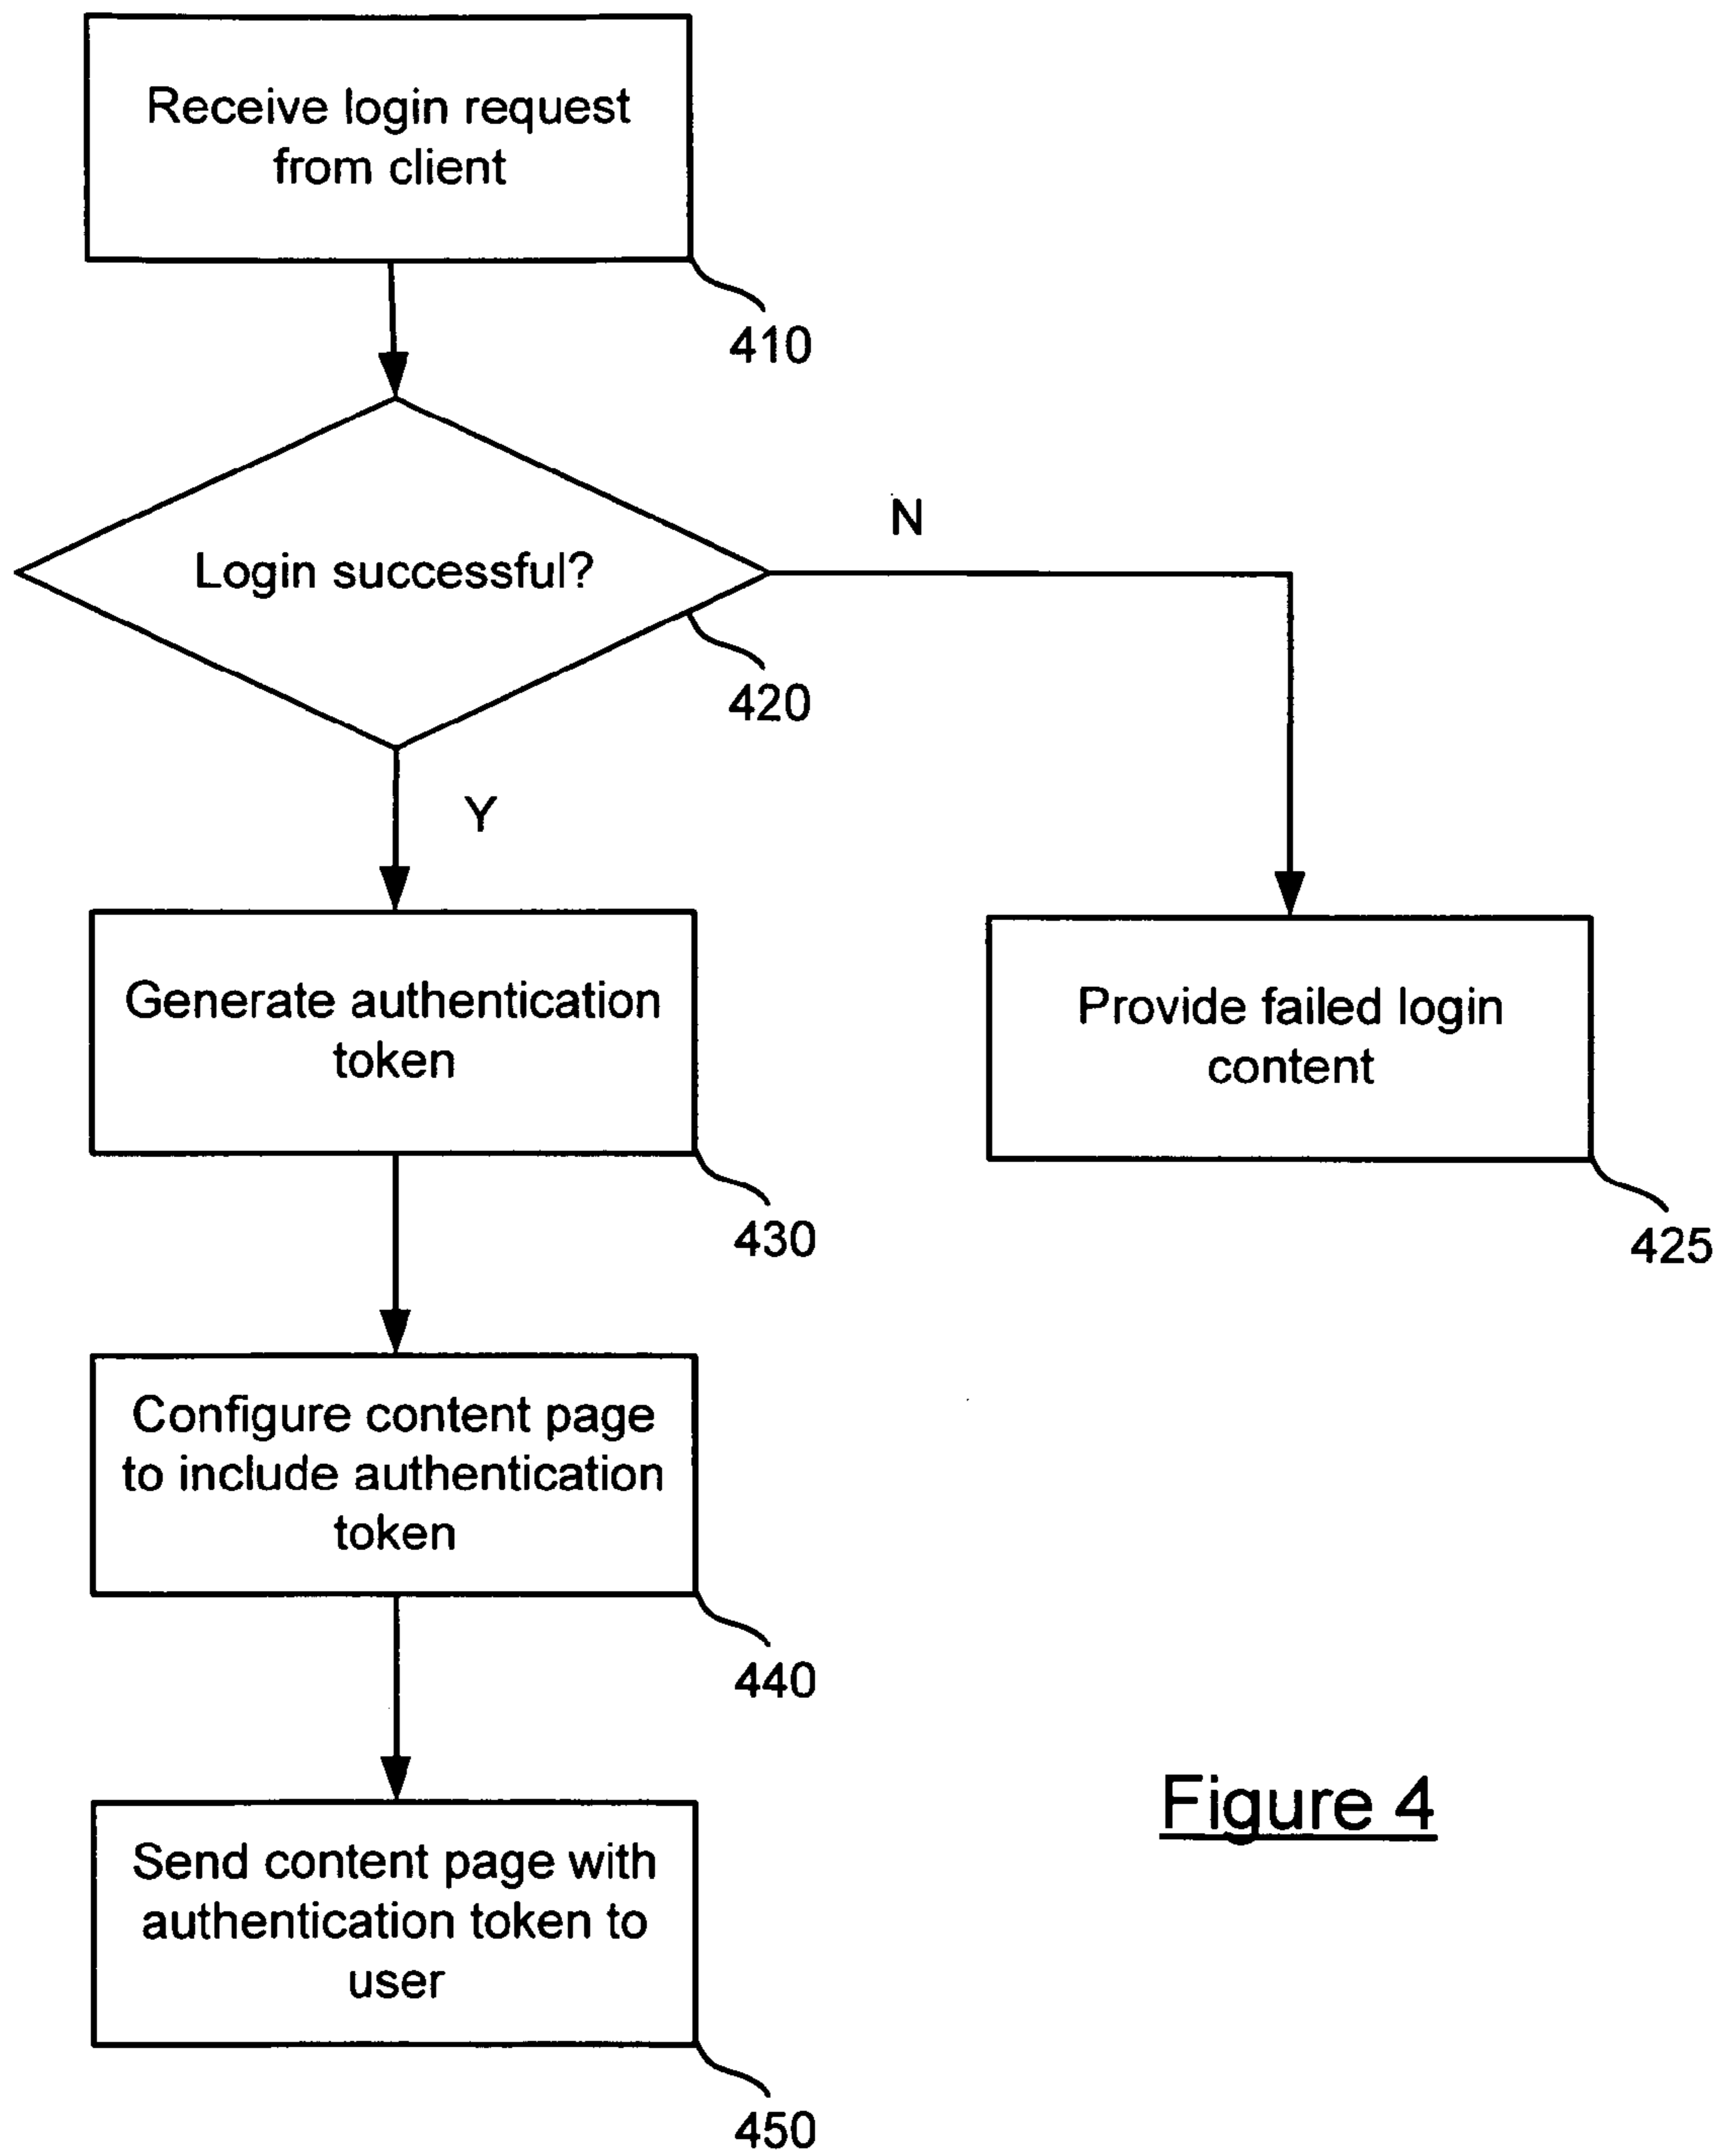 Receive login request
from client
410
Login successful?
N
420
Y
Generate authentication
token
430
Provide failed login
content
425
Configure content page
to include authentication
token
440
Send content page with
authentication token to
user
450
Figure 4